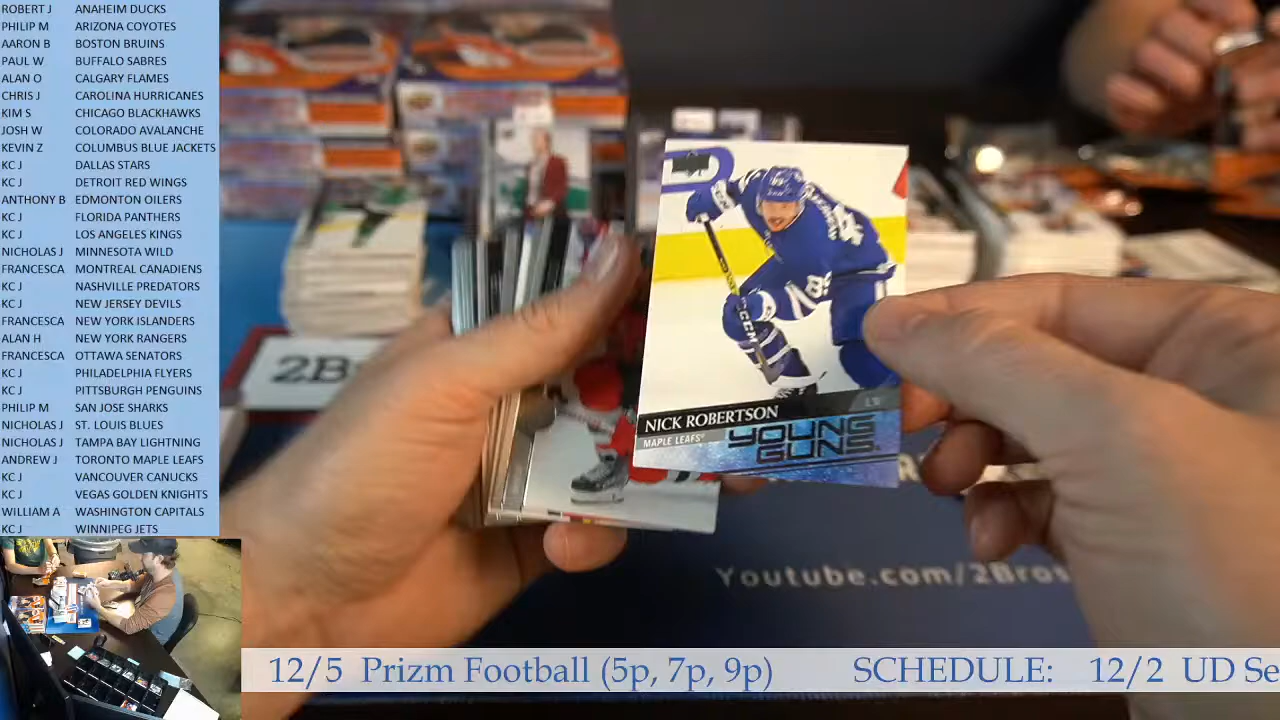 ROBERT J ANAHEIM DUCKS
PHILIP M ARIZONA COYOTES
AARON B BOSTON BRUINS
PAUL W BUFFALO SABRES
ALAN O CALGARY FLAMES
CHRIS J CAROLINA HURRICANES
KIM S CHICAGO BLACKHAWKS
JOSH W COLORADO AVALANCHE
KEVIN Z COLUMBUS BLUE JACKETS
KC J DALLAS STARS
KC J DETROIT RED WINGS
ANTHONY B EDMONTON OILERS
KC J FLORIDA PANTHERS
KC J LOS ANGELES KINGS
NICHOLAS J MINNESOTA WILD
FRANCESCA MONTREAL CANADIENS
KC J NASHVILLE PREDATORS
KC J NEW JERSEY DEVILS
FRANCESCA NEW YORK ISLANDERS
ALAN H NEW YORK RANGERS
FRANCESCA OTTAWA SENATORS
KC J PHILADELPHIA FLYERS
KC J PITTSBURGH PENGUINS
PHILIP M SAN JOSE SHARKS
NICHOLAS J ST. LOUIS BLUES
NICHOLAS J TAMPA BAY LIGHTNING
ANDREW J TORONTO MAPLE LEAFS
KC J VANCOUVER CANUCKS
KC J VEGAS GOLDEN KNIGHTS
WILLIAM A WASHINGTON CAPITALS
KC J WINNIPEG JETS
2B
NICK ROBERTSON
MAPLE LEAFS
YOUNG GUNS
Youtube.com/2Bros
12/5 Prizm Football (5p, 7p, 9p) SCHEDULE: 12/2 UD Se